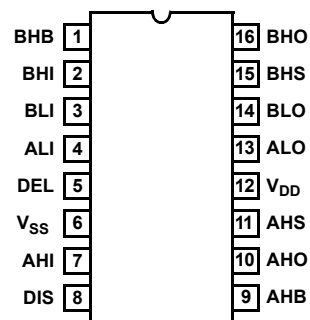 BHB 1 16 BHO
BHI 2 15 BHS
BLI 3 14 BLO
ALI 4 13 ALO
DEL 5 12 VDD
VSS 6 11 AHS
AHI 7 10 AHO
DIS 8 9 AHB